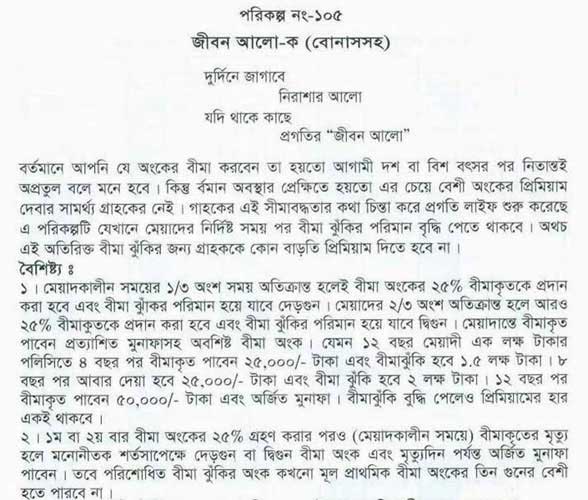 পরিকল্প নং-১০৫
জীবন আলো-ক (বোনাসসহ)
দুর্দিনে জাগাবে
নিরাশার আলো
যদি থাকে কাছে
প্রগতির “জীবন আলো”
বর্তমানে আপনি যে অংকের বীমা করবেন তা হয়তো আগামী দশ বা বিশ বৎসর পর নিতান্তই
অপ্রতুল বলে মনে হবে। কিন্তু র্বমান অবস্থার প্রেক্ষিতে হয়তো এর চেয়ে বেশী অংকের প্রিমিয়াম
দেবার সামর্থ্য গ্রাহকের নেই। গাহকের এই সীমাবদ্ধতার কথা চিন্তা করে প্রগতি লাইফ শুরু করেছে
এ পরিকল্পটি যেখানে মেয়াদের নির্দিষ্ট সময় পর বীমা ঝুঁকির পরিমান বৃদ্ধি পেতে থাকবে। অথচ
এই অতিরিক্ত বীমা ঝুকির জন্য গ্রাহককে কোন বাড়তি প্রিমিয়াম দিতে হবে না।
বৈশিষ্ট্য ঃ
১। মেয়াদকালীন সময়ের ১/৩ অংশ সময় অতিক্রান্ত হলেই বীমা অংকের ২৫% বীমাকৃতকে প্রদান
করা হবে এবং বীমা ঝুঁকির পরিমান হয়ে যাবে দেড়গুন। মেয়াদের ২/৩ অংশ অতিক্রান্ত হলে আরও
২৫% বীমাকৃতকে প্রদান করা হবে এবং বীমা ঝুঁকির পরিমান হয়ে যাবে দ্বিগুন। মেয়াদান্তে বীমাকৃত
পাবেন প্রত্যাশিত মুনাফাসহ অবশিষ্ট বীমা অংক। যেমন ১২ বছর মেয়াদী এক লক্ষ টাকার
পলিসিতে ৪ বছর পর বীমাকৃত পাবেন ২৫,০০০/- টাকা এবং বীমাঝুঁকি হবে ১.৫ লক্ষ টাকা। ৮
বছর পর আবার দেয়া হবে ২৫,০০০/- টাকা এবং বীমা ঝুঁকি হবে ২ লক্ষ টাকা। ১২ বছর পর
বীমাকৃত পাবেন ৫০,০০০/- টাকা এবং অর্জিত মুনাফা। বীমাঝুঁকি বুদ্ধি পেলেও প্রিমিয়ামের হার
একই থাকবে।
২। ১ম বা ২য় বার বীমা অংকের ২৫% গ্রহণ করার পরও (মেয়াদকালীন সময়ে) বীমাকৃতের মৃত্যু
হলে মনোনীতক শর্তসাপেক্ষে দেড়গুন বা দ্বিগুন বীমা অংক এবং মৃত্যুদিন পর্যন্ত অর্জিত মুনাফা
পাবেন। তবে পরিশোধিত বীমা ঝুঁকির অংক কখনো মূল প্রাথমিক বীমা অংকের তিন গুনের বেশী
হতে পারবে না।